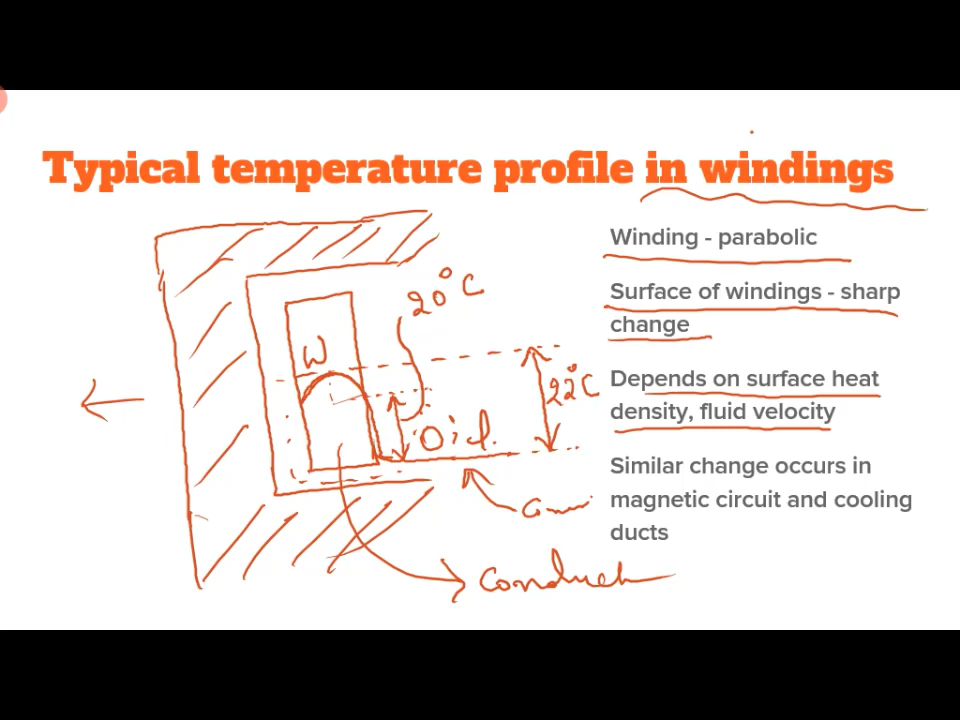 Typical temperature profile in windings
Winding - parabolic
Surface of windings - sharp
change
Depends on surface heat
density, fluid velocity
Similar change occurs in
magnetic circuit and cooling
ducts
20°C
W
22°C
Oil